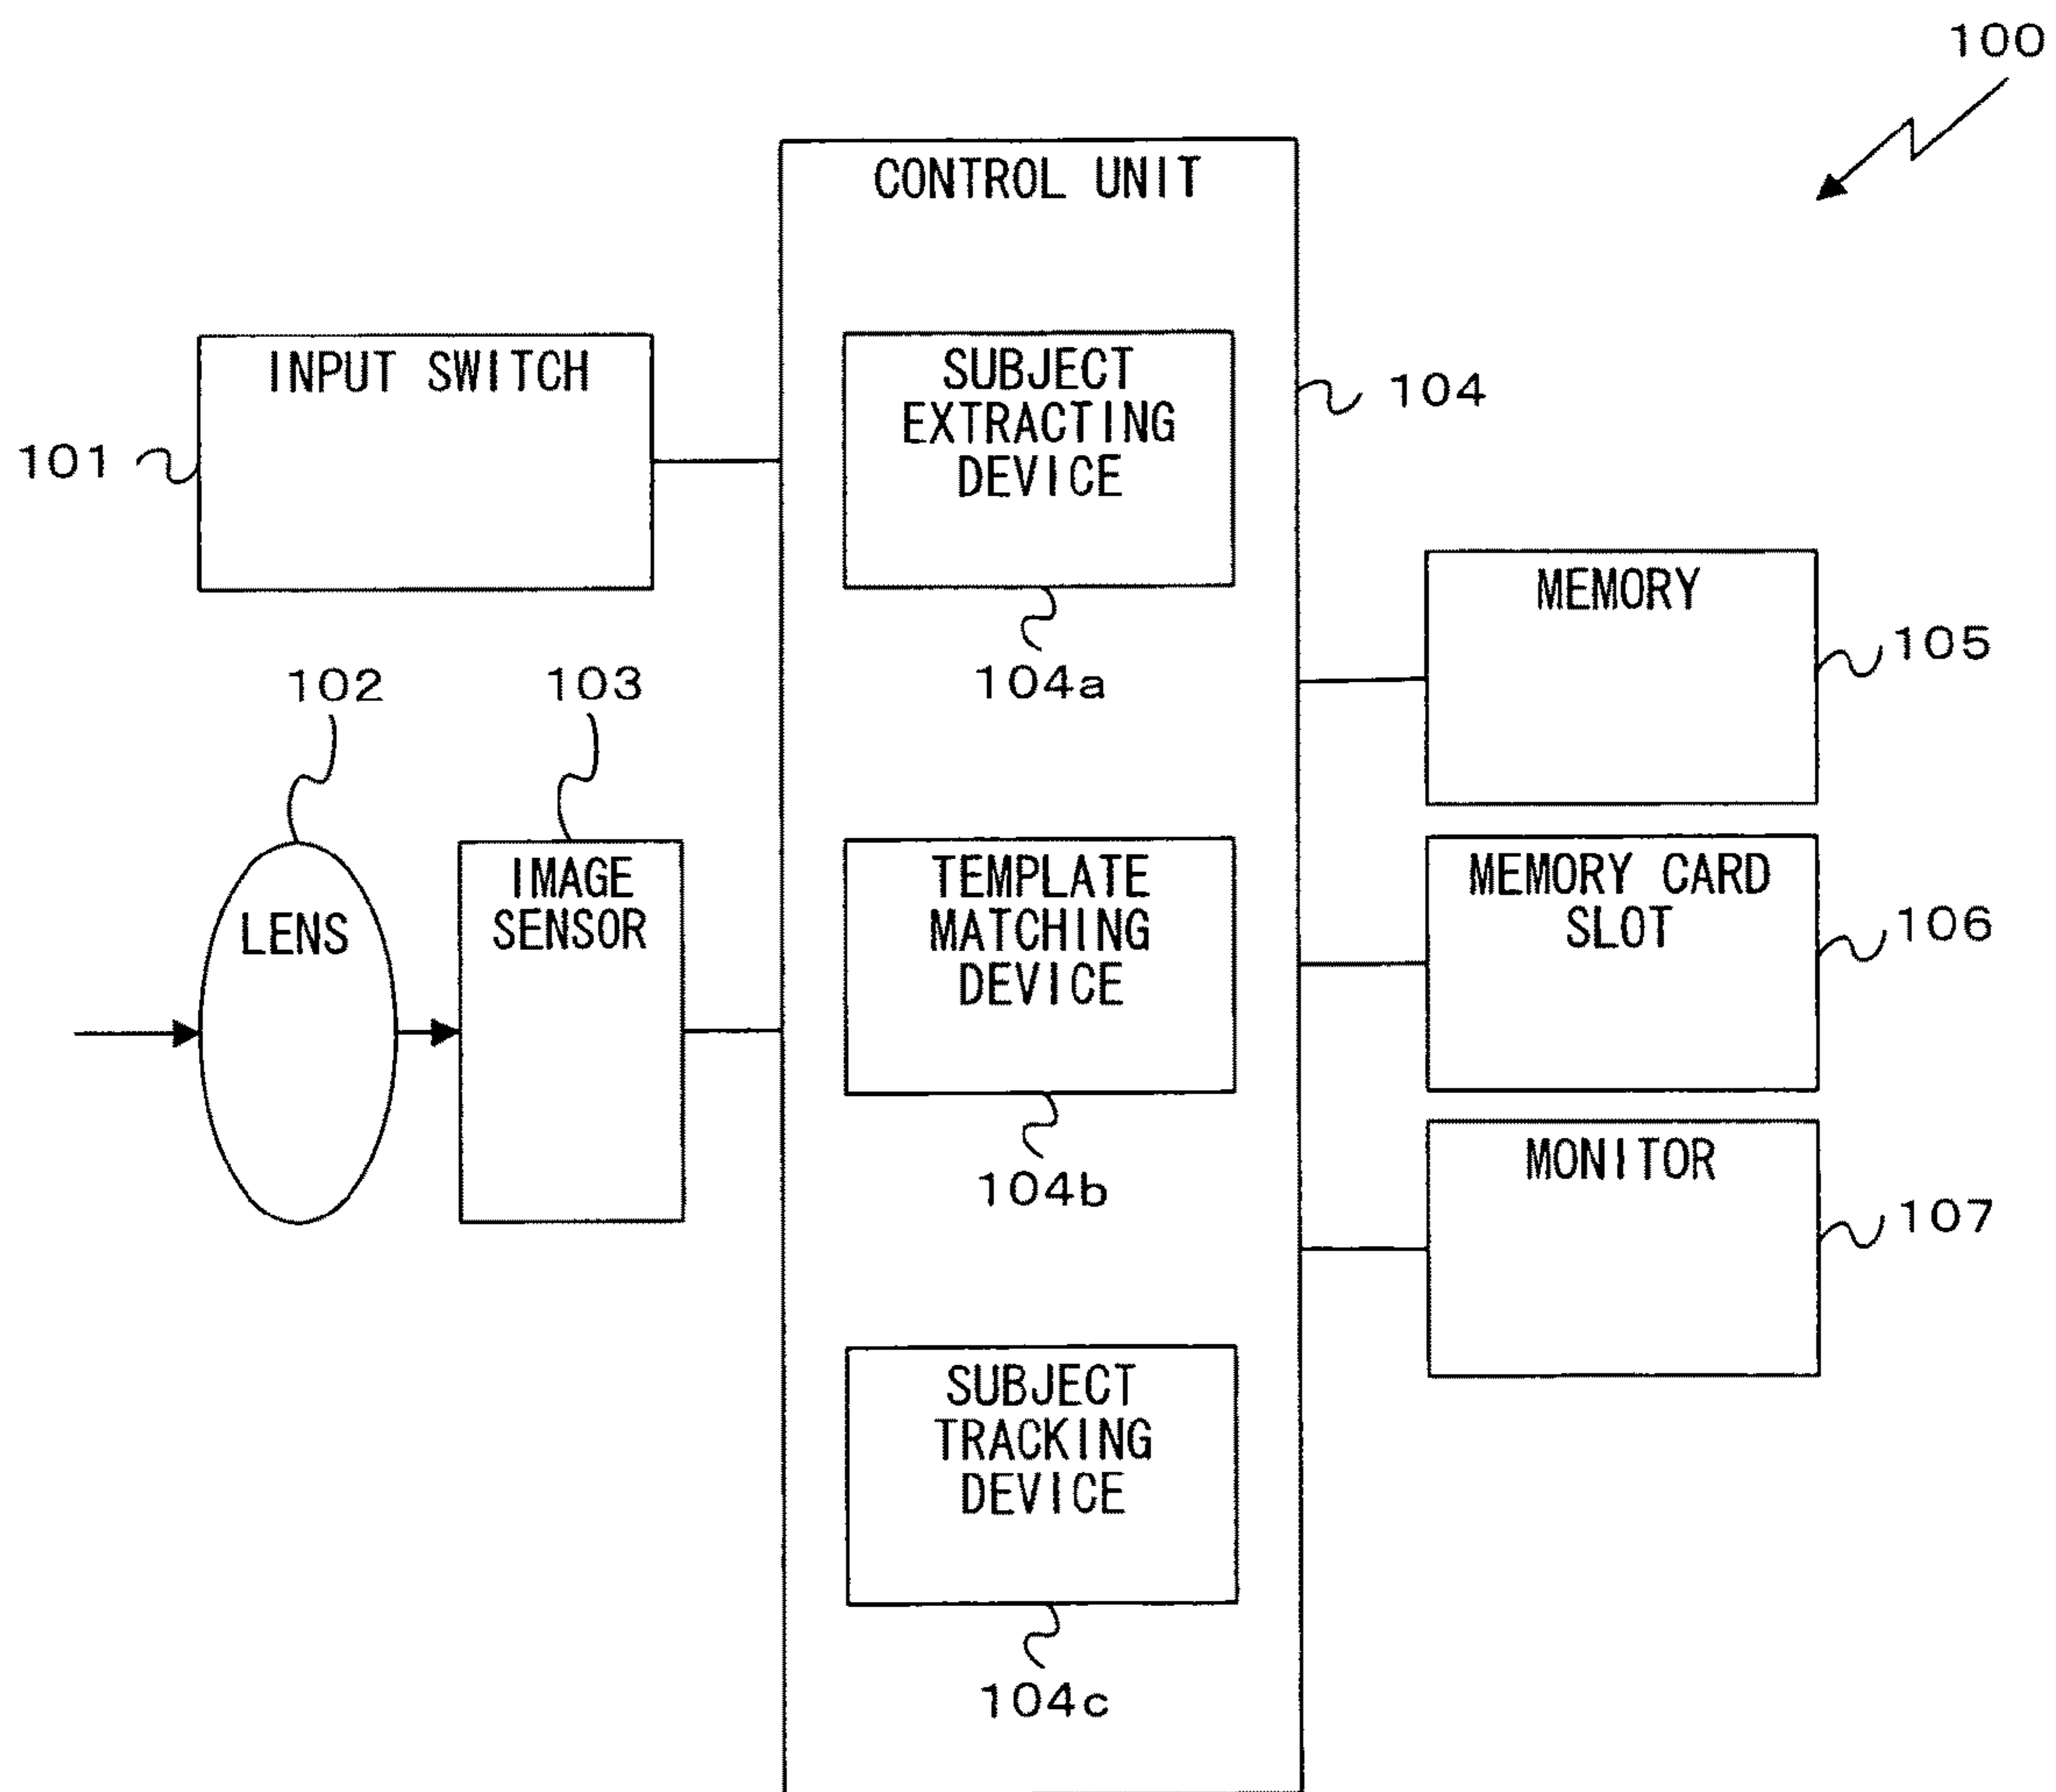 100
CONTROL UNIT
INPUT SWITCH
101
SUBJECT
EXTRACTING
DEVICE
104
104a
102
103
LENS
IMAGE
SENSOR
TEMPLATE
MATCHING
DEVICE
104b
SUBJECT
TRACKING
DEVICE
104c
MEMORY
105
MEMORY CARD
SLOT
106
MONITOR
107